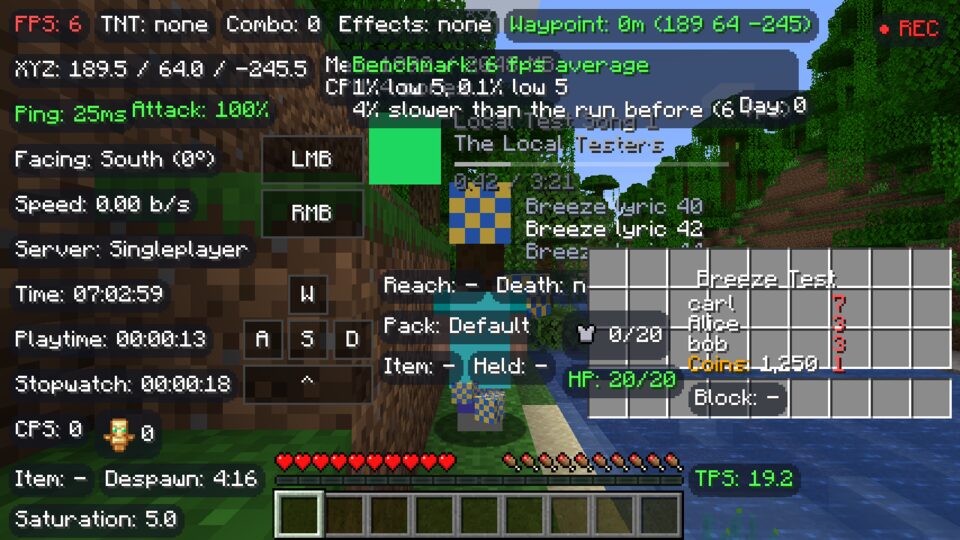 FPS: 6 TNT: none Combo: 0 Effects: none Waypoint: 0m (189 64 -245) REC
XYZ: 189.5 / 64.0 / -245.5
Benchmark: 6 fps average
1% low 5, 0.1% low 5
4% slower than the run before (6
Day: 0
Ping: 25ms Attack: 100%
Local Test Song 1
The Local Testers
0:42 / 3:21
Facing: South (0º) LMB
Speed: 0.00 b/s RMB
Breeze lyric 40
Breeze lyric 42
Server: Singleplayer
Breeze
Time: 07:02:59 W
Reach: - Death: n
Breeze Test
carl 7
Alice 3
bob 3
Coins: 1,250 1
Playtime: 00:00:13 A S D
Pack: Default
0/20
Stopwatch: 00:00:18 ^
Item: - Held: -
HP: 20/20
Block: -
CPS: 0 0
Item: - Despawn: 4:16
TPS: 19.2
Saturation: 5.0